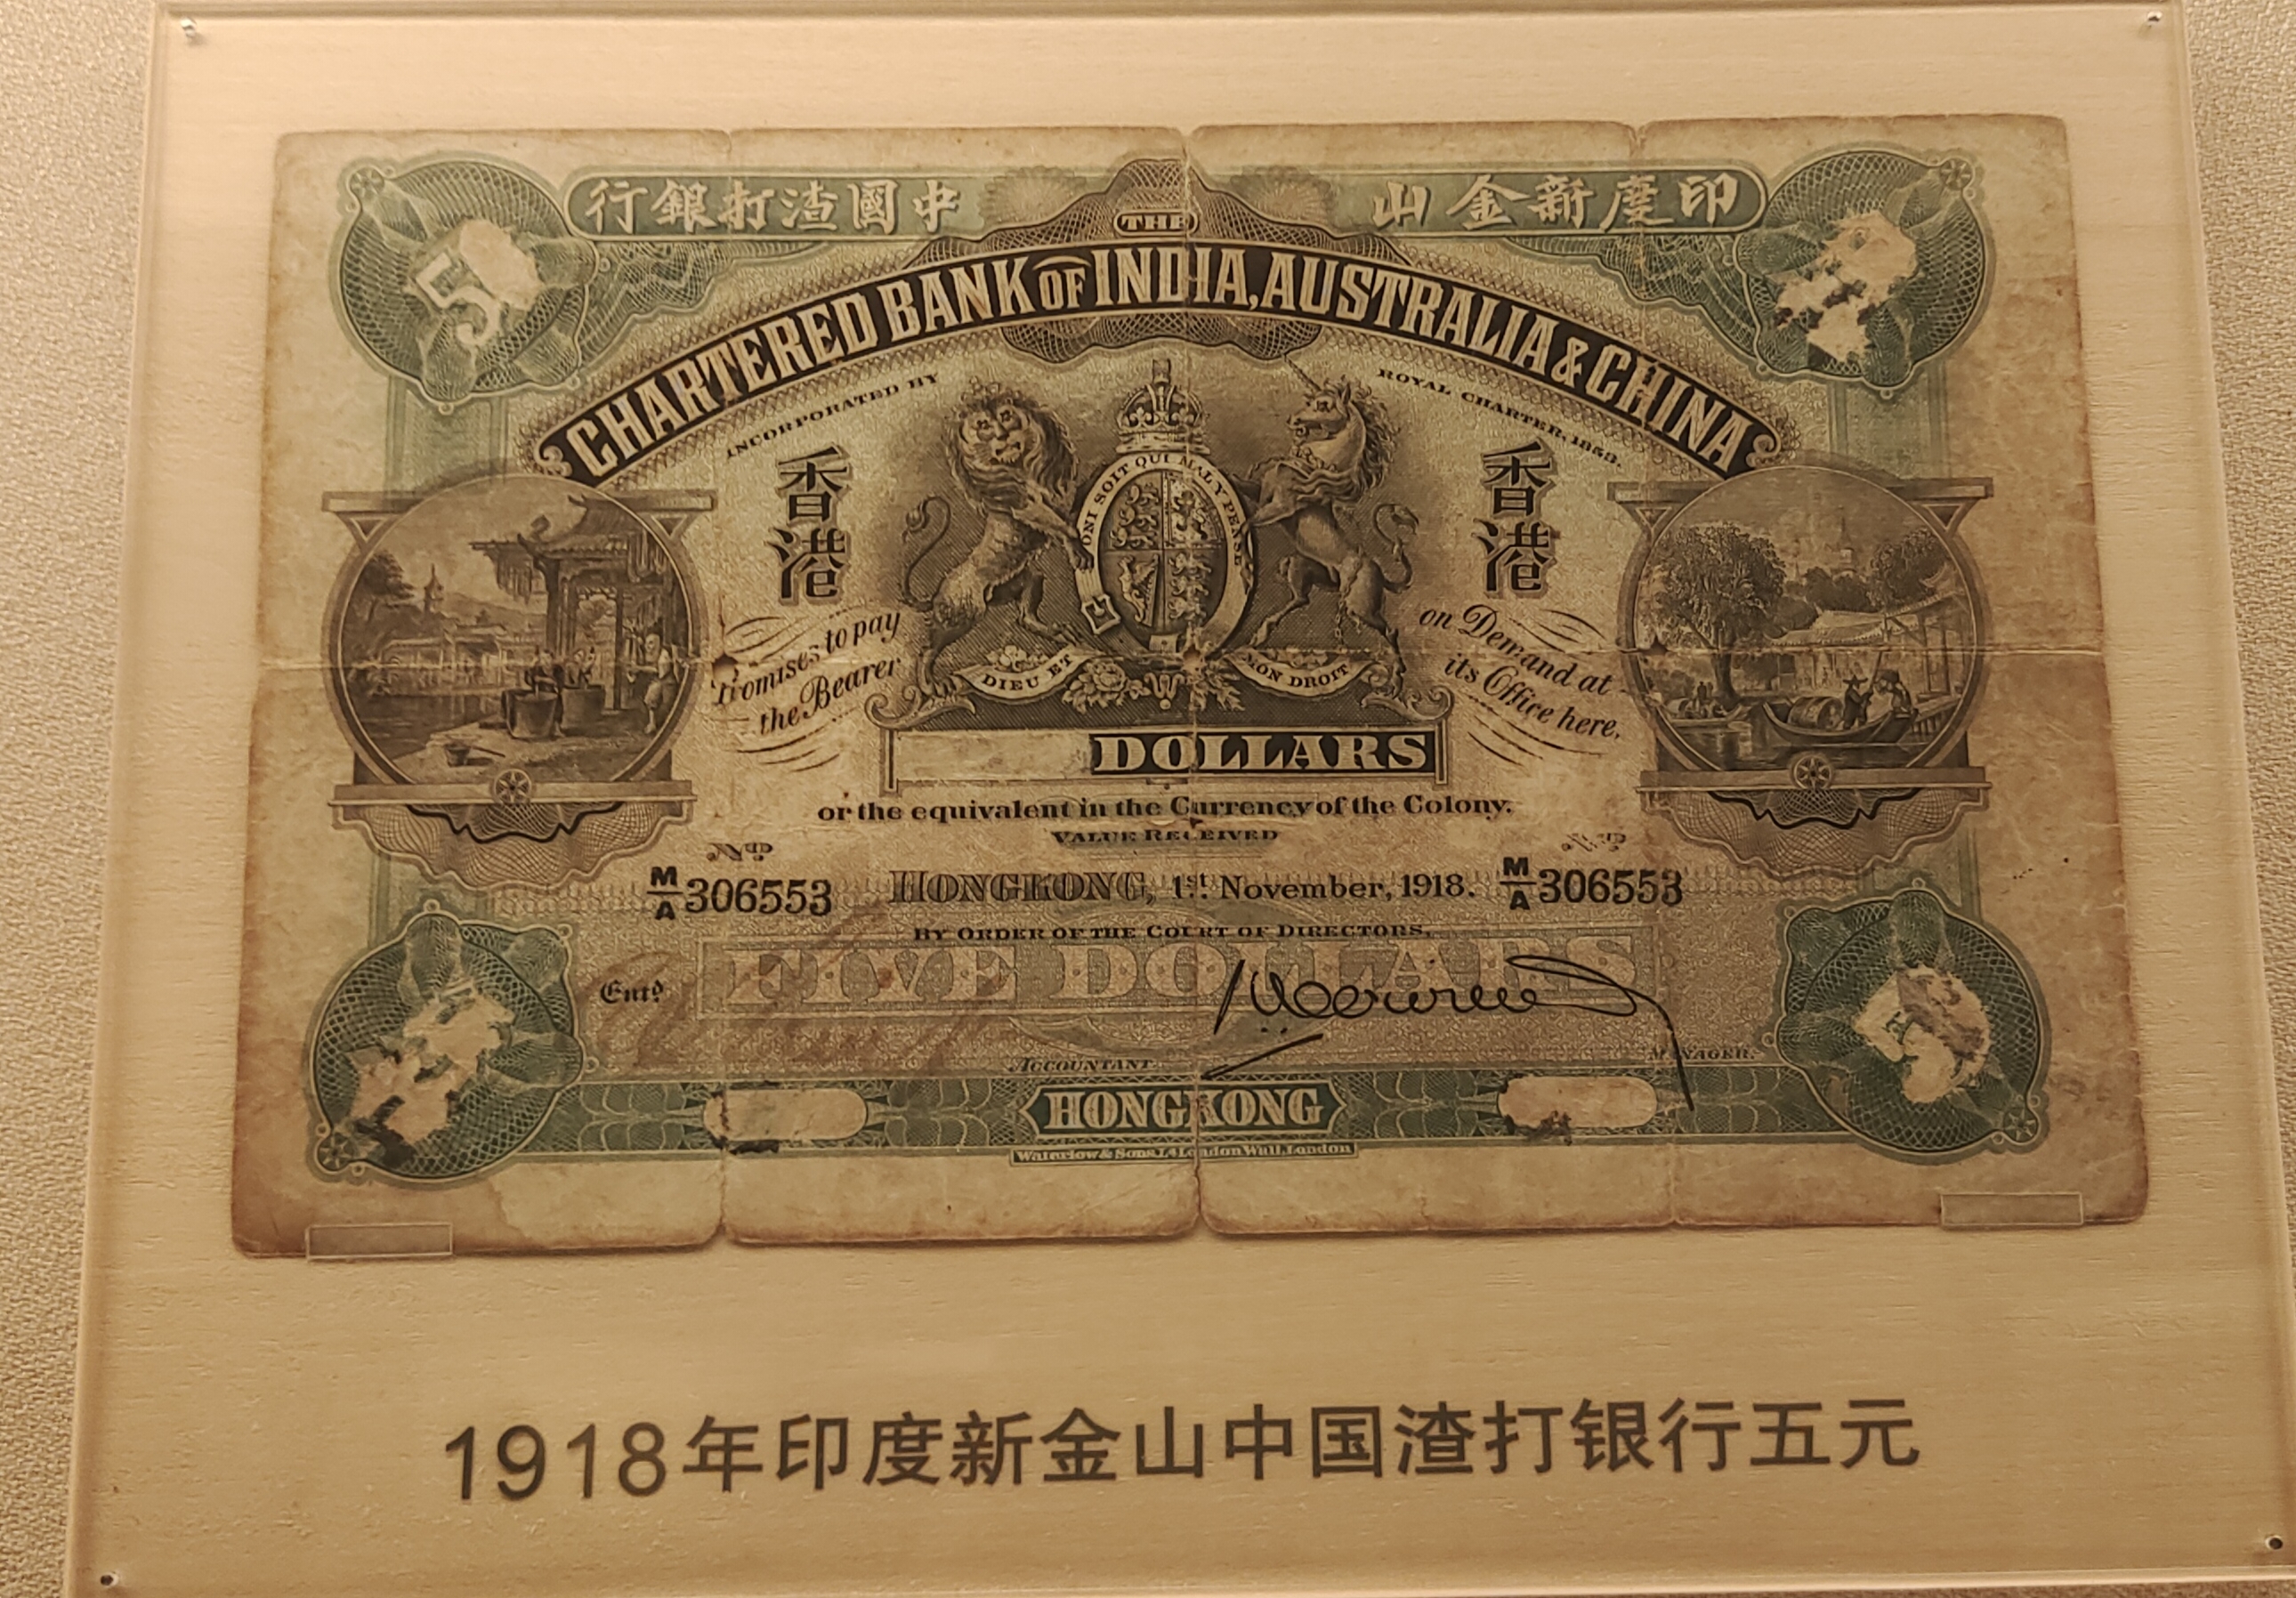 印度新金山 中國渣打銀行
THE
CHARTERED BANK OF INDIA, AUSTRALIA & CHINA
INCORPORATED BY ROYAL CHARTER, 1853.
5
香港
香港
ONI SOIT QUI MAL Y PENSE
DIEU ET MON DROIT
Promises to pay
the Bearer
on Demand at
its Office here,
DOLLARS
or the equivalent in the Currency of the Colony.
VALUE RECEIVED
No
No
M/A 306553 HONGKONG, 1st November, 1918. M/A 306553
BY ORDER OF THE COURT OF DIRECTORS.
FIVE DOLLARS
Entd
ACCOUNTANT. MANAGER.
HONGKONG
Waterlow & Sons Ld London Wall, London
1918年印度新金山中国渣打银行五元